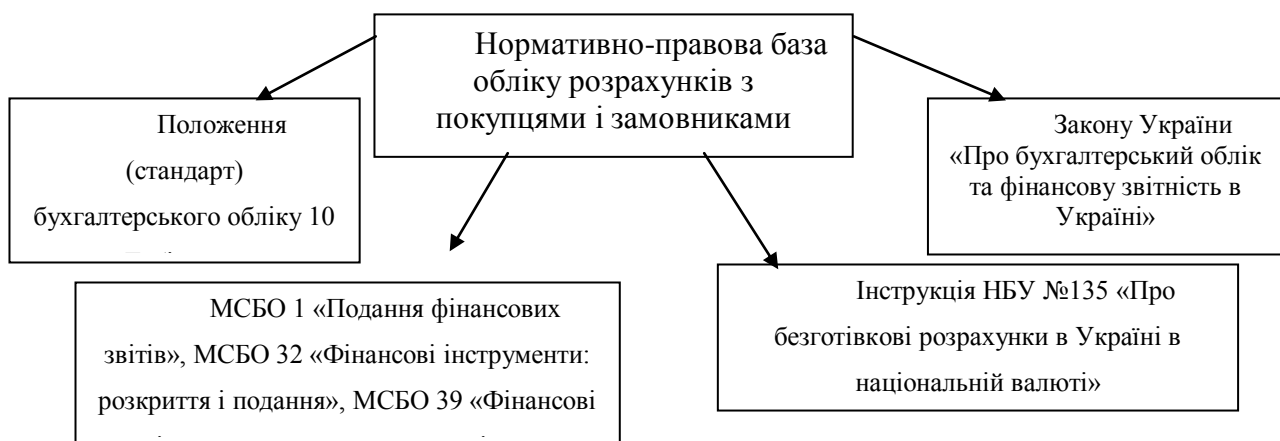 Нормативно-правова база
обліку розрахунків з
покупцями і замовниками
Положення
(стандарт)
бухгалтерського обліку 10
Закону України
«Про бухгалтерський облік
та фінансову звітність в
Україні»
МСБО 1 «Подання фінансових
звітів», МСБО 32 «Фінансові інструменти:
розкриття і подання», МСБО 39 «Фінансові
Інструкція НБУ №135 «Про
безготівкові розрахунки в Україні в
національній валюті»